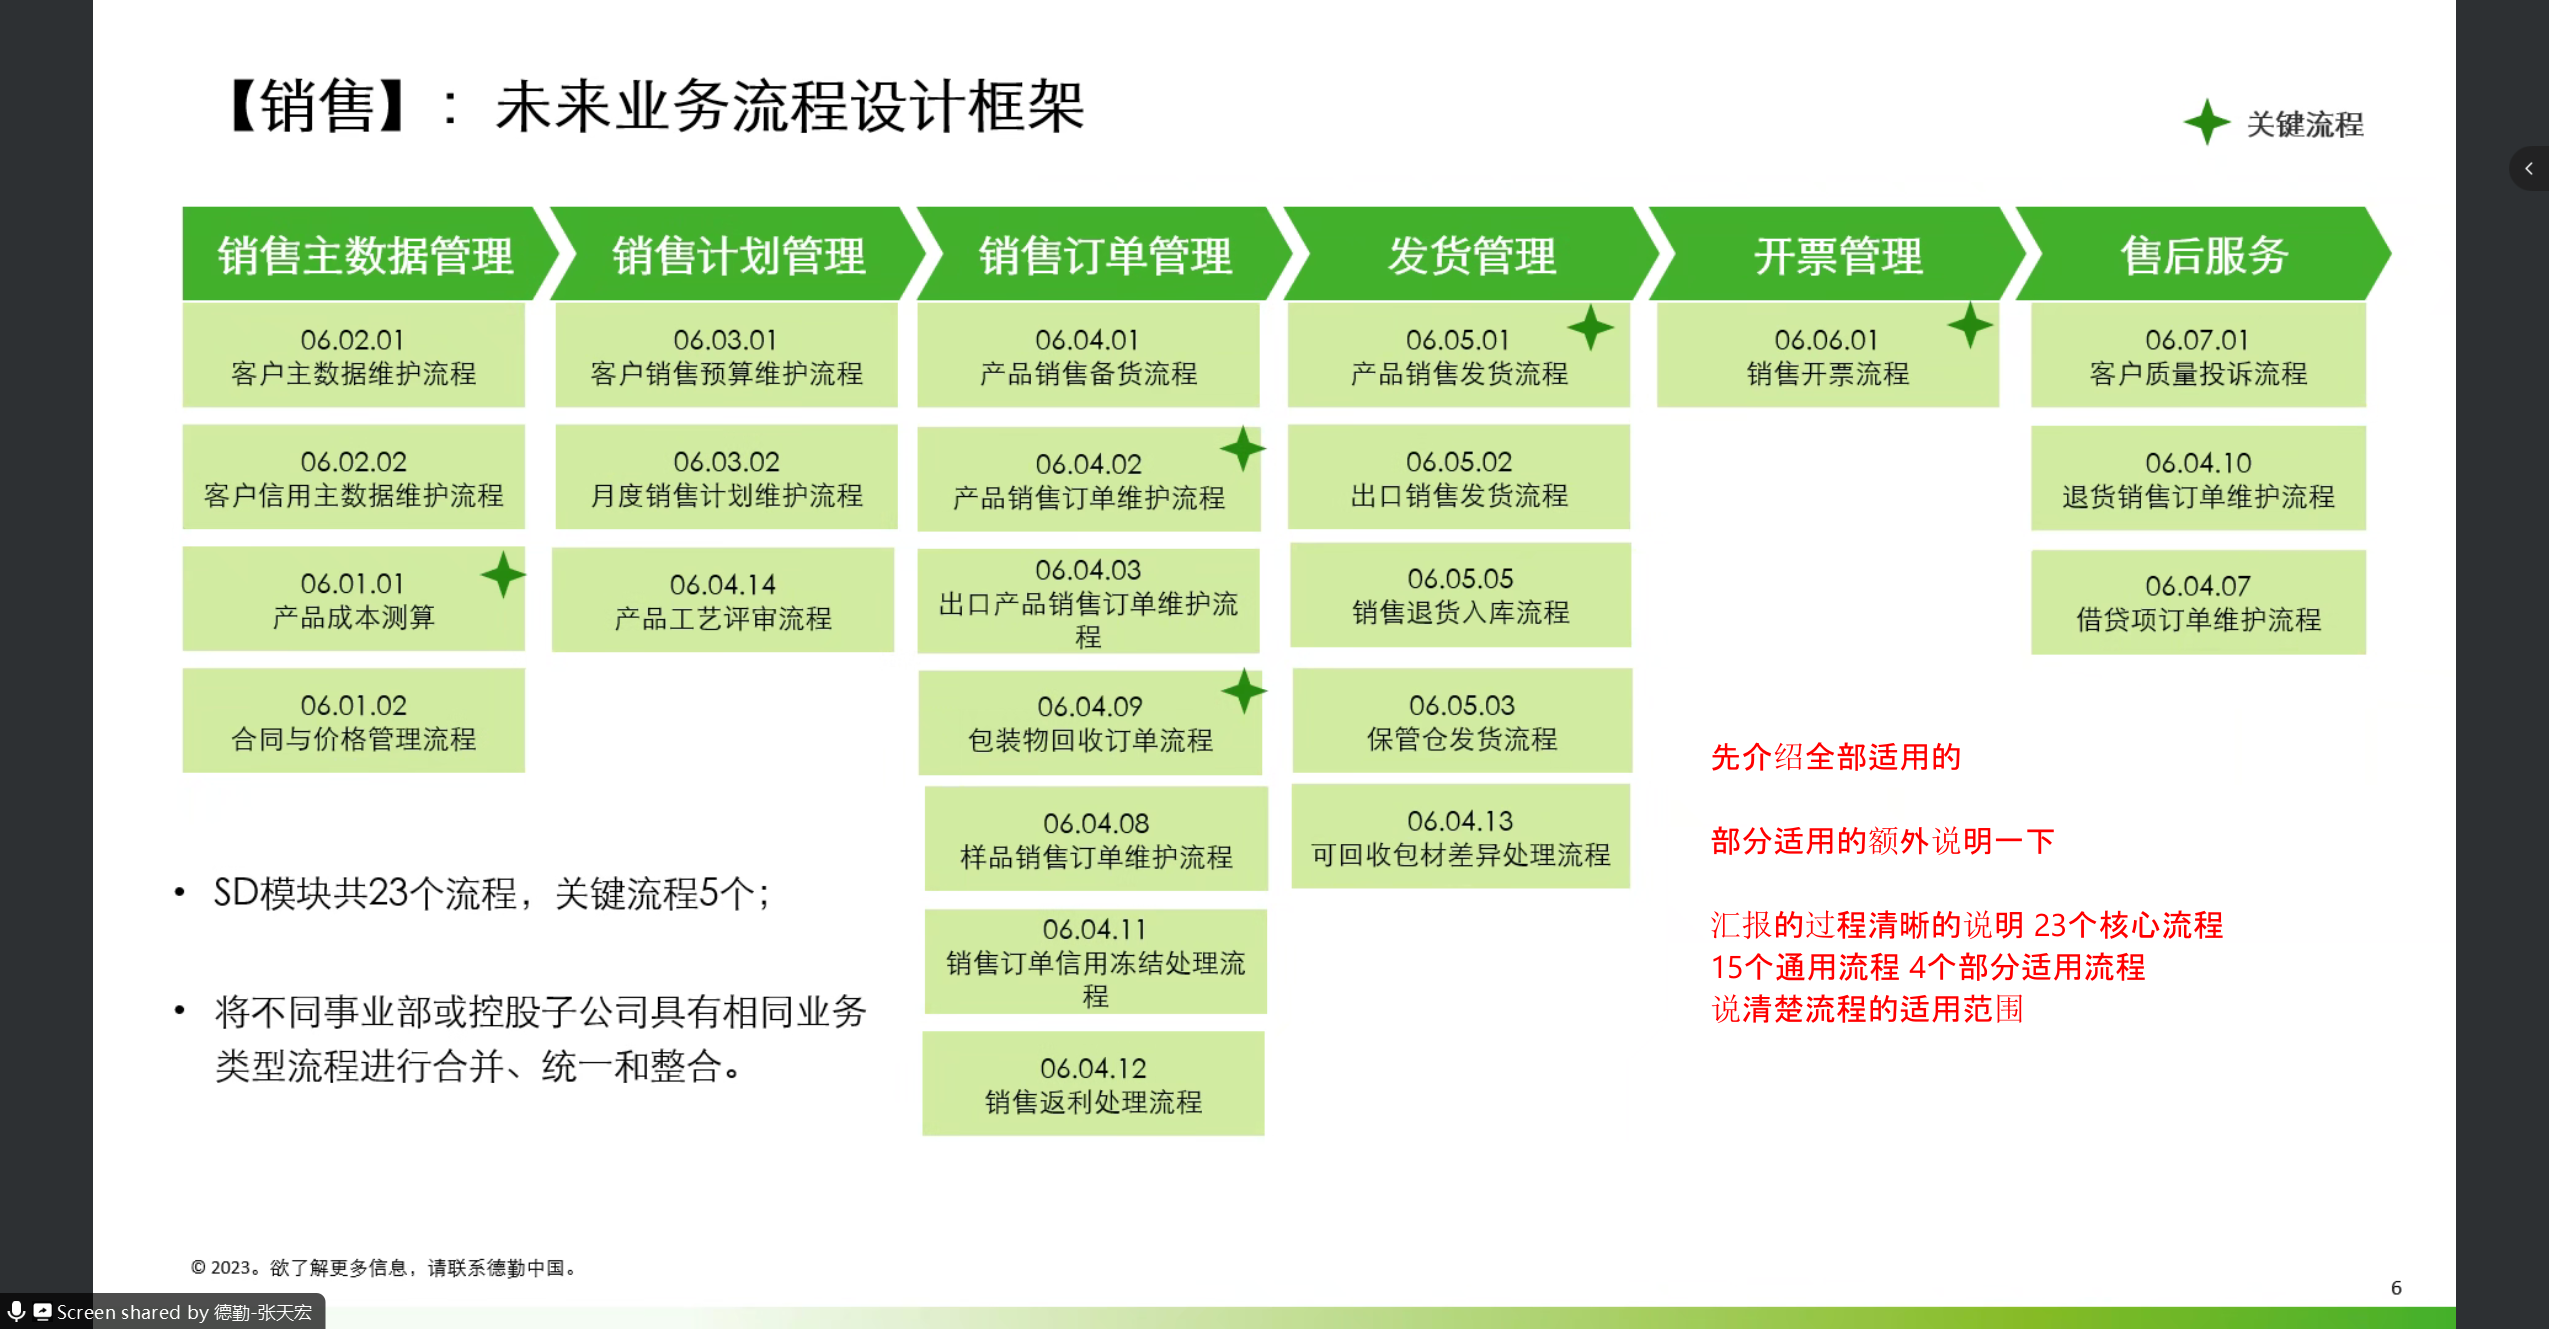 【销售】：未来业务流程设计框架
关键流程
销售主数据管理
销售计划管理
销售订单管理
发货管理
开票管理
售后服务
06.02.01
客户主数据维护流程
06.02.02
客户信用主数据维护流程
06.01.01
产品成本测算
06.01.02
合同与价格管理流程
06.03.01
客户销售预算维护流程
06.03.02
月度销售计划维护流程
06.04.14
产品工艺评审流程
06.04.01
产品销售备货流程
06.04.02
产品销售订单维护流程
06.04.03
出口产品销售订单维护流
程
06.04.09
包装物回收订单流程
06.04.08
样品销售订单维护流程
06.04.11
销售订单信用冻结处理流
程
06.04.12
销售返利处理流程
06.05.01
产品销售发货流程
06.05.02
出口销售发货流程
06.05.05
销售退货入库流程
06.05.03
保管仓发货流程
06.04.13
可回收包材差异处理流程
06.06.01
销售开票流程
06.07.01
客户质量投诉流程
06.04.10
退货销售订单维护流程
06.04.07
借贷项订单维护流程
• SD模块共23个流程，关键流程5个；
• 将不同事业部或控股子公司具有相同业务
类型流程进行合并、统一和整合。
先介绍全部适用的
部分适用的额外说明一下
汇报的过程清晰的说明 23个核心流程
15个通用流程 4个部分适用流程
说清楚流程的适用范围
© 2023。欲了解更多信息，请联系德勤中国。
6
Screen shared by 德勤-张天宏